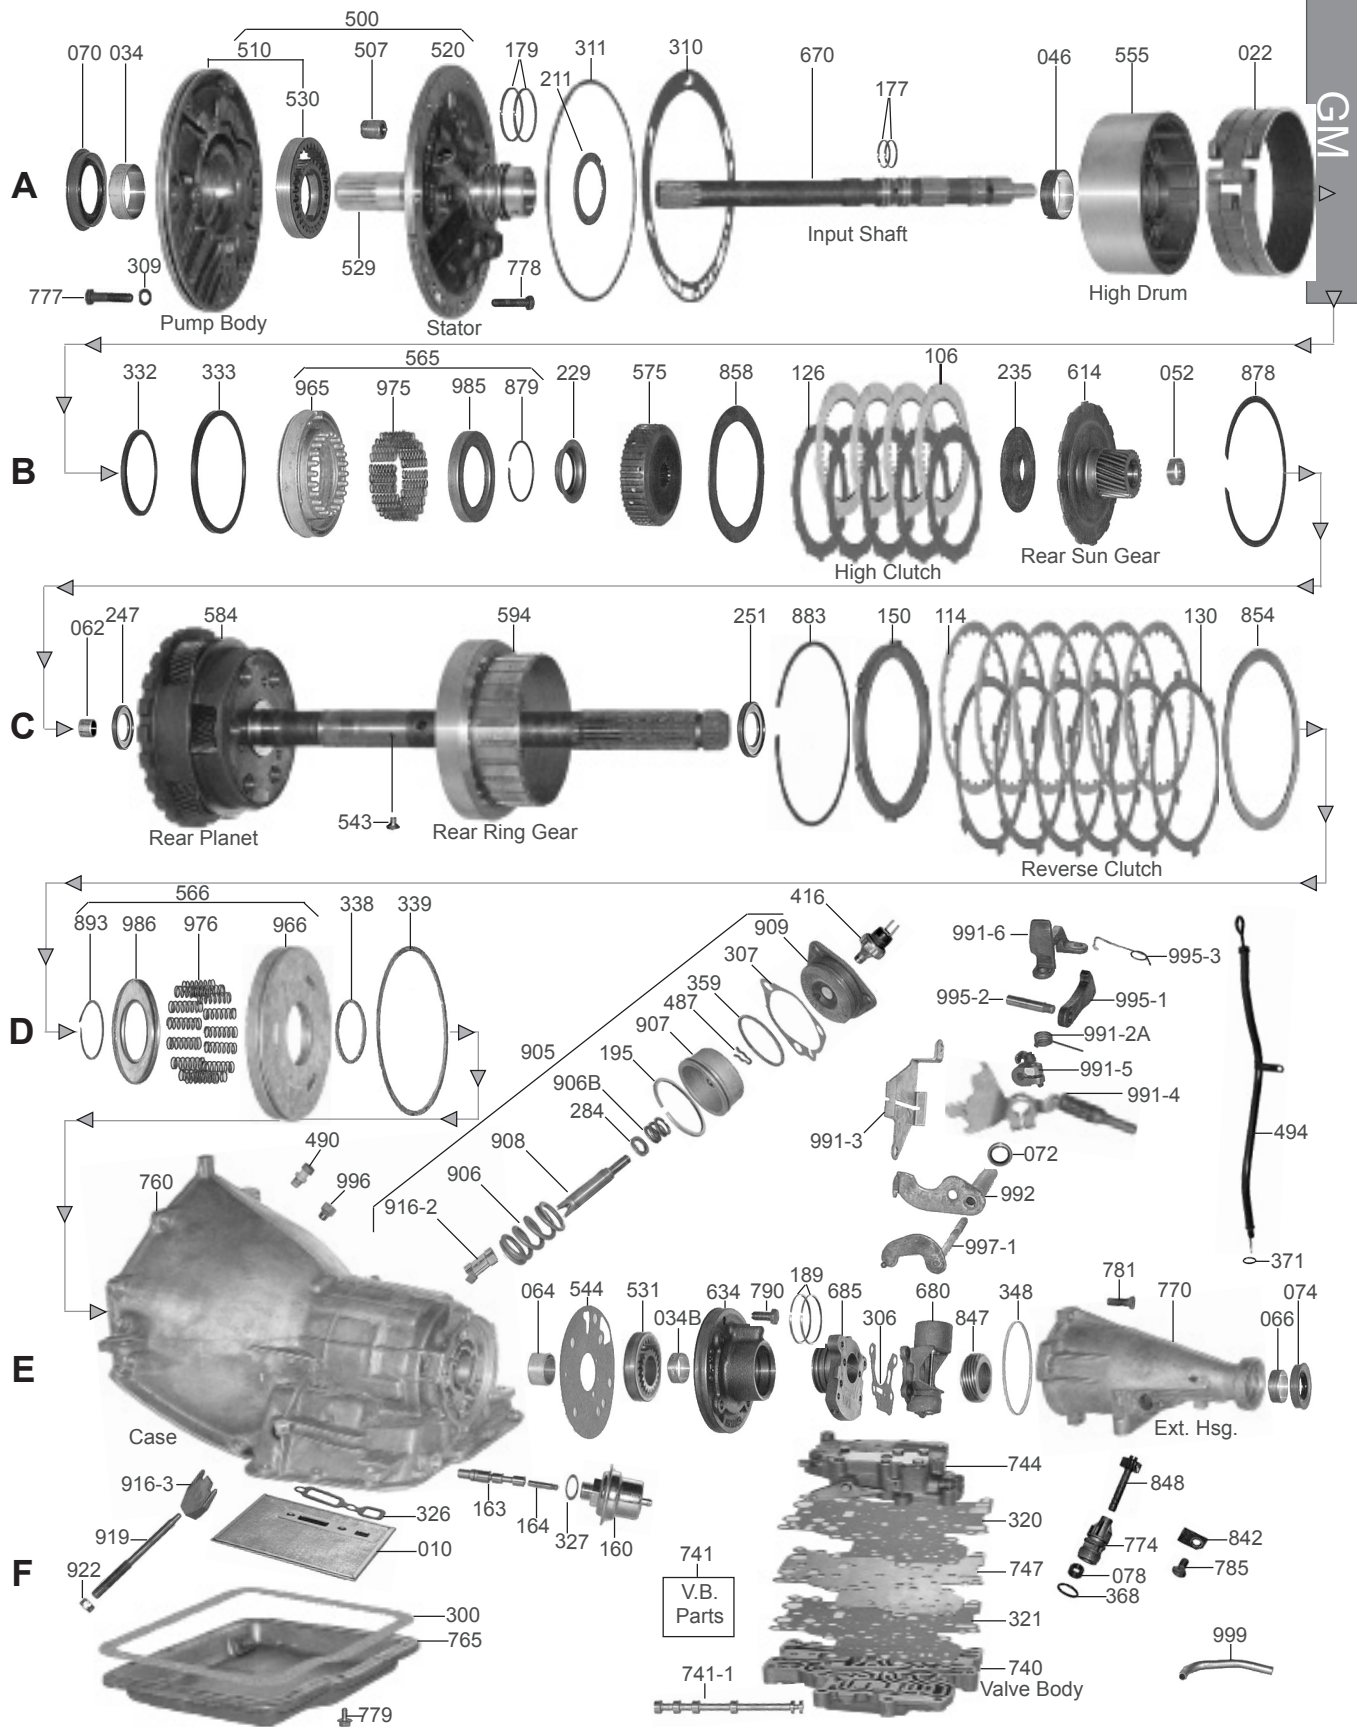 500
070 034 510 507 520 179 311 310 670 046 555 022
GM
530
211
177
A
Input Shaft
529
309
777
778
High Drum
Pump Body
Stator
565
106
332 333 965 975 985 879 229 575 858 126 235 614 052 878
B
Rear Sun Gear
High Clutch
062 247 584 594 251 883 150 114 130 854
C
543
Rear Planet
Rear Ring Gear
Reverse Clutch
566
893 986 976 966 338 339
416
909
307
359
487
907
991-6
995-3
995-2
995-1
D
991-2A
905
195
906B
991-5
284
991-4
991-3
494
908
072
906
992
916-2
997-1
371
490
760
996
064 544 531 034B 634 790 189 685 306 680 847 348 781 770 066 074
E
Ext. Hsg.
Case
916-3
326
163
164
327
160
744
848
919
010
320
774
842
F
922
741
V.B.
Parts
747
078
785
368
300
321
765
999
741-1
740
Valve Body
779